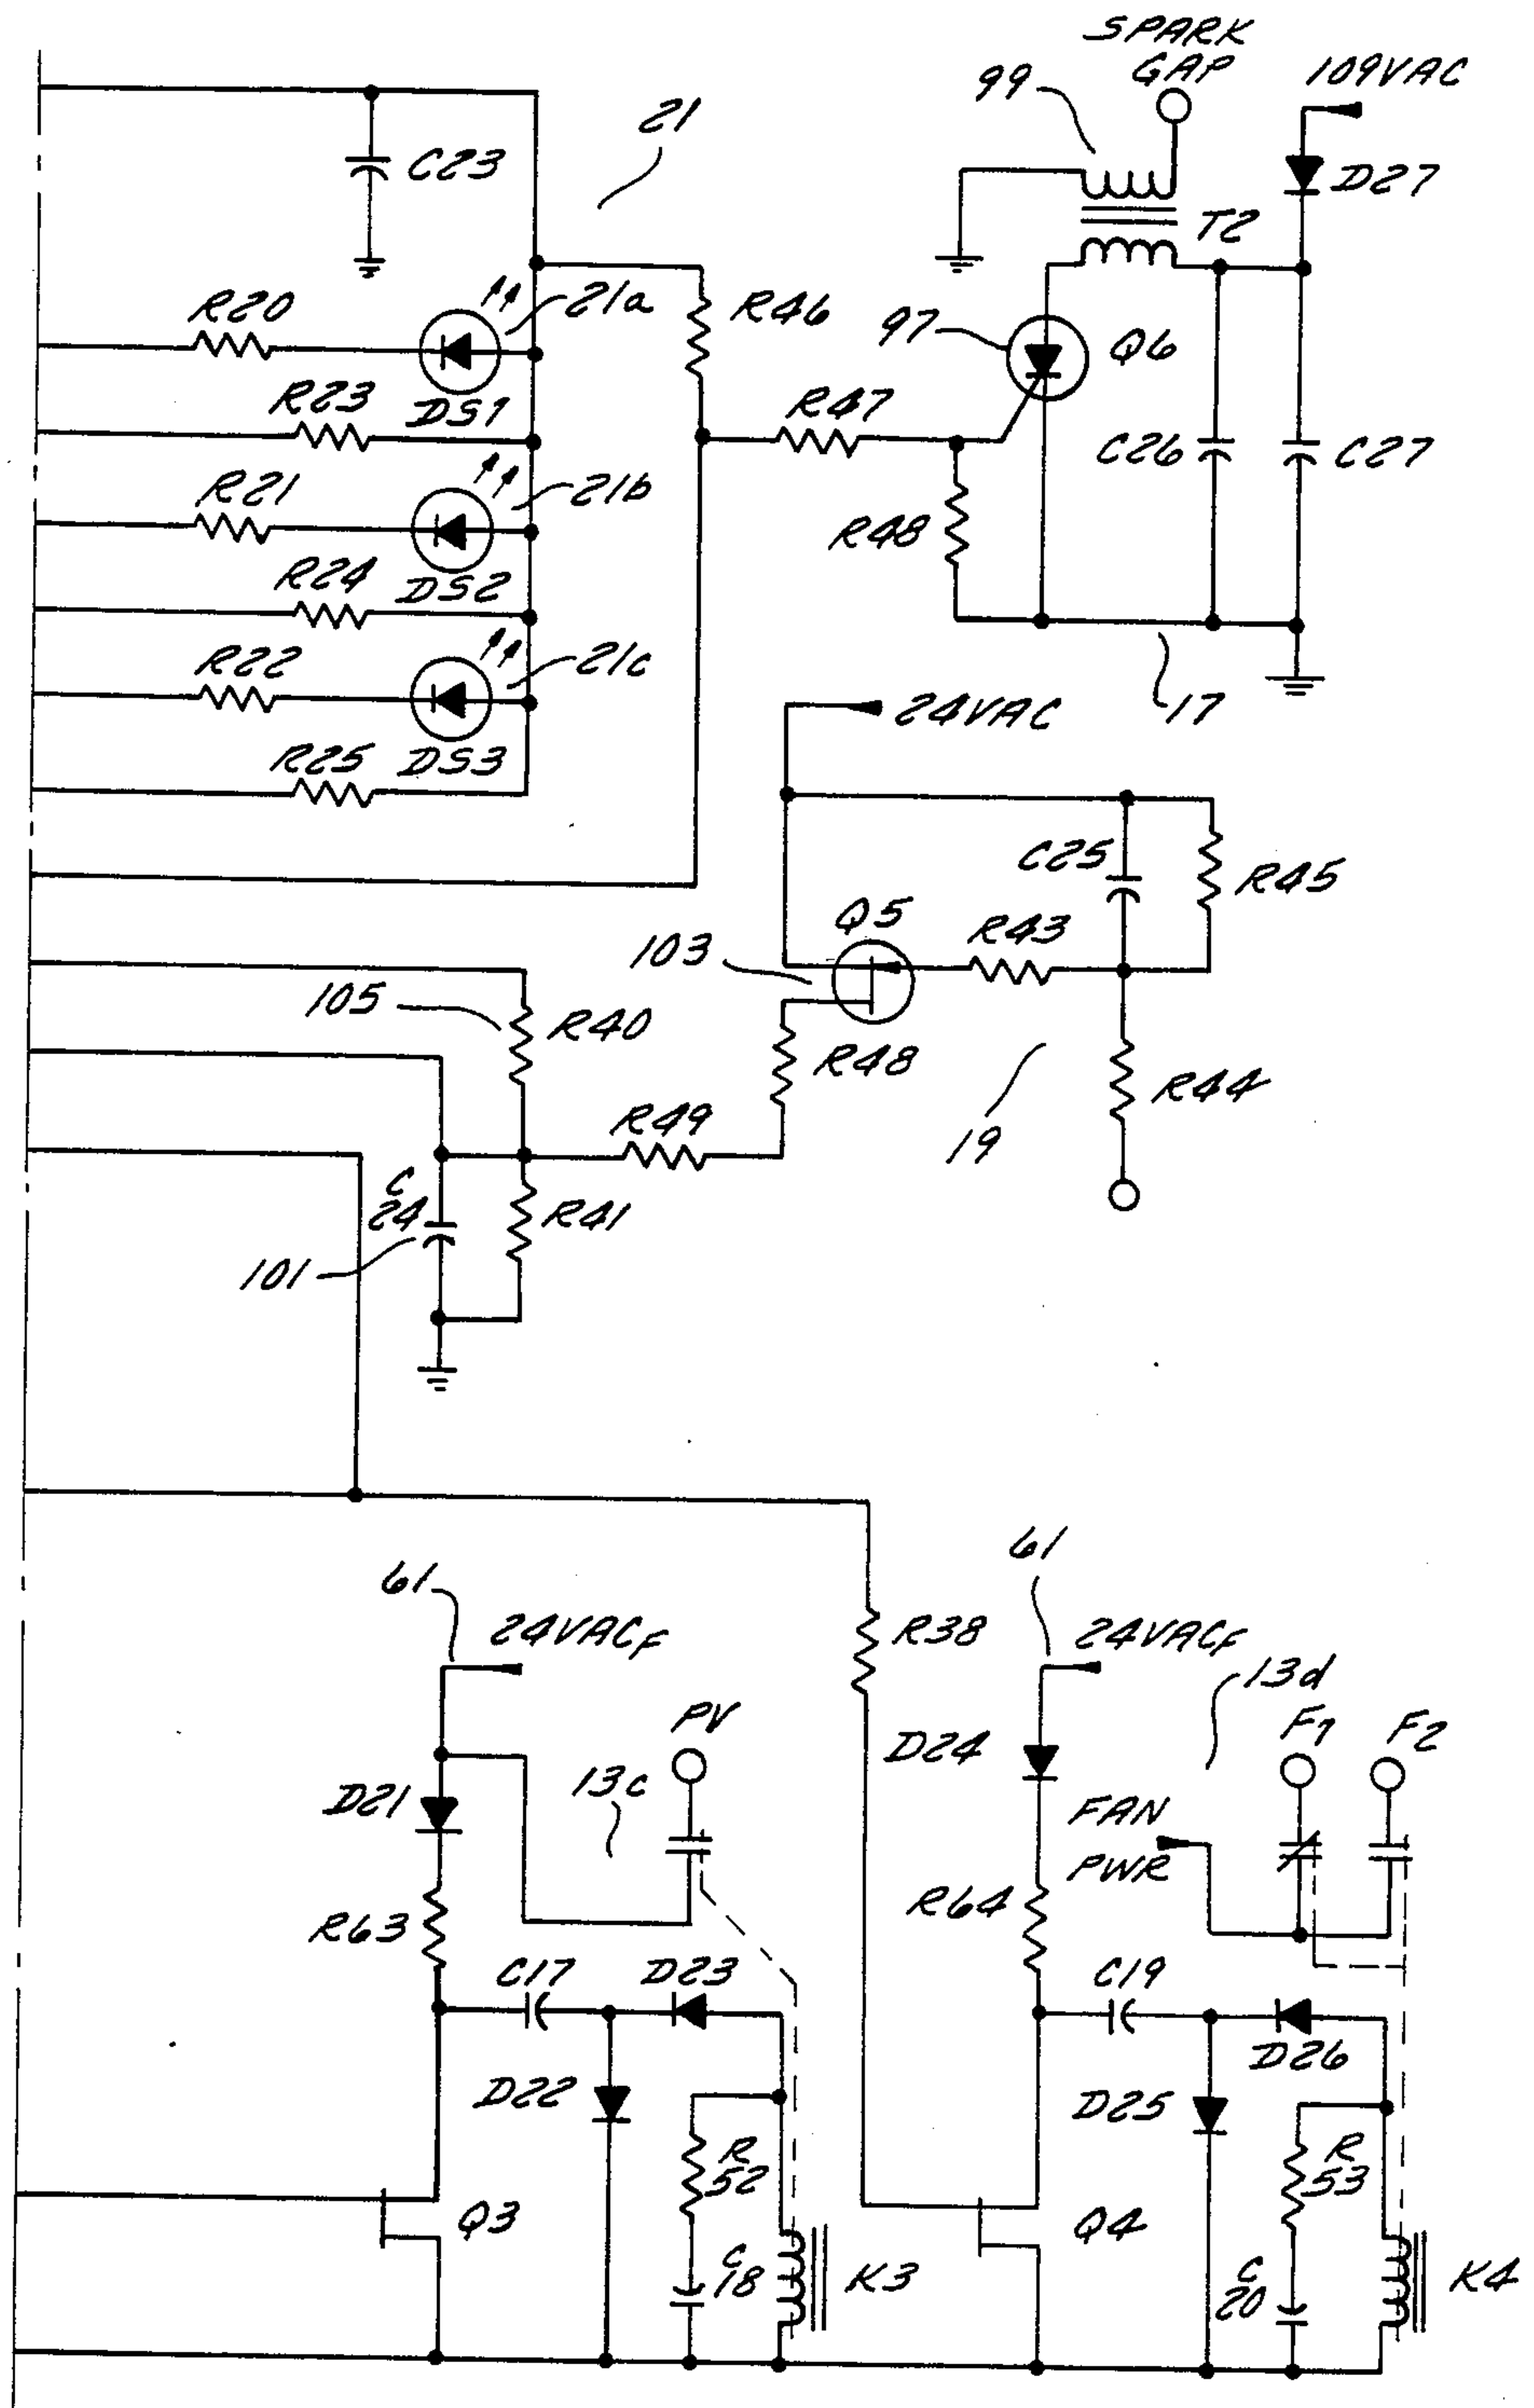 SPARK
GAP
99
109VAC
21
C23
D27
T2
R20
21a
R46
97
Q6
R23
DS1
R47
C26
C27
R21
21b
R48
R24
DS2
R22
21c
17
24VAC
R25
DS3
C25
R45
Q5
R43
103
105
R40
R48
R44
R49
19
C
24
R41
101
61
61
24VACF
R38
24VACF
13d
PV
F1
F2
D24
13c
D21
FAN
PWR
R63
R64
C17
D23
C19
D26
D22
D25
R
52
R
53
Q3
Q4
C
18
K3
C
20
K4